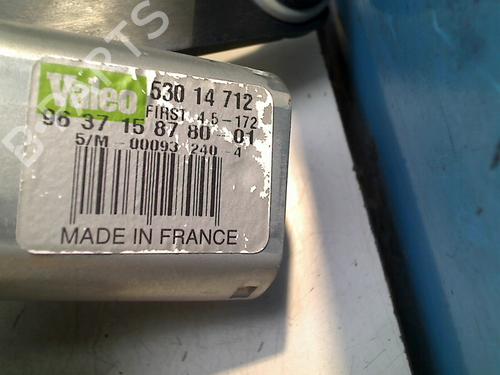 B-PARTS
Valeo 530 14 712
FIRST 4.5-172
96 37 15 87 80-01
5/M-00093 240-4
MADE IN FRANCE